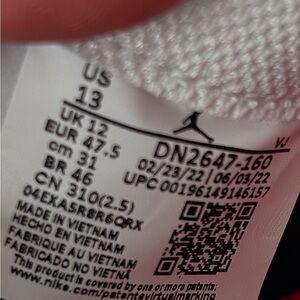 US
13
UK 12
EUR 47.5
cm 31
BR 46
CN 310(2.5)
DN2647-160
02/23/22 | 06/03/22
UPC 00196149146157
VJ
MADE IN VIETNAM
HECHO EN VIETNAM
FABRIQUE AU VIETNAM
FABRICADO NO VIETNÃ
This product is covered by one or more patents:
www.nike.com/patentsvirtualmarking